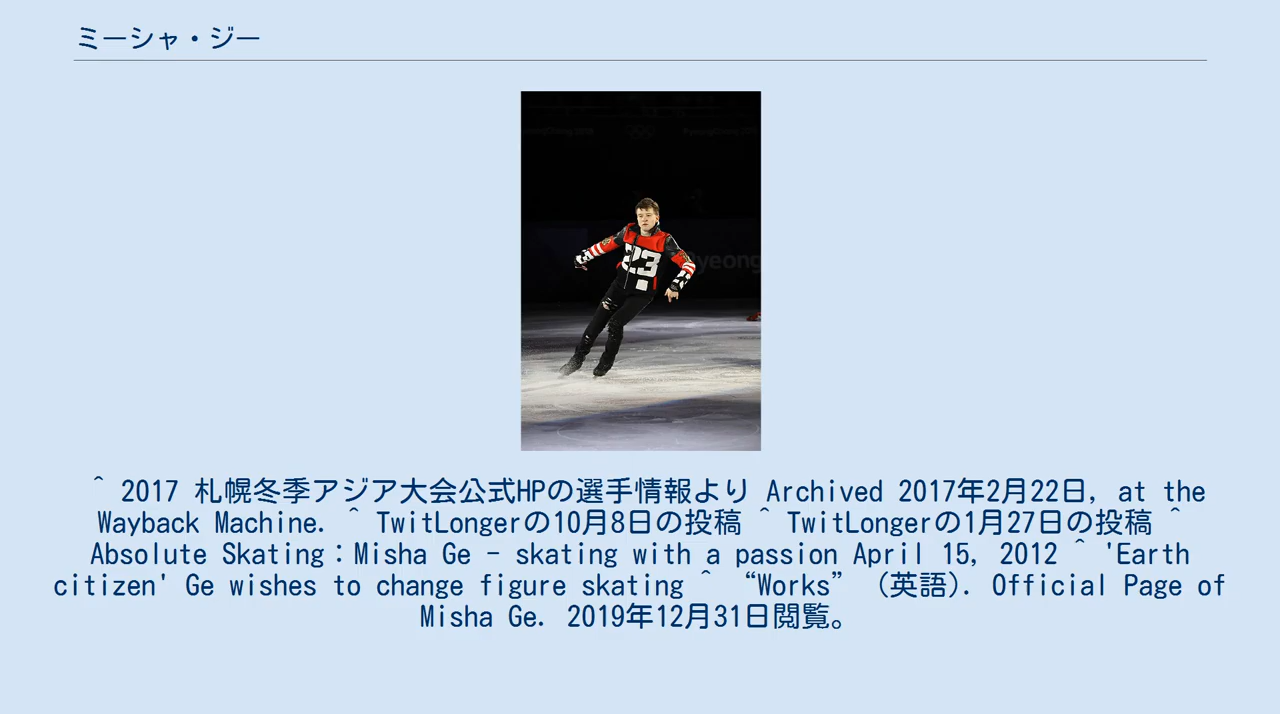 ミーシャ・ジー
23
Pyeong
^ 2017 札幌冬季アジア大会公式HPの選手情報より Archived 2017年2月22日, at the
Wayback Machine. ^ TwitLongerの10月8日の投稿 ^ TwitLongerの1月27日の投稿 ^
Absolute Skating：Misha Ge - skating with a passion April 15, 2012 ^ 'Earth
citizen' Ge wishes to change figure skating ^ “Works” (英語). Official Page of
Misha Ge. 2019年12月31日閲覧。